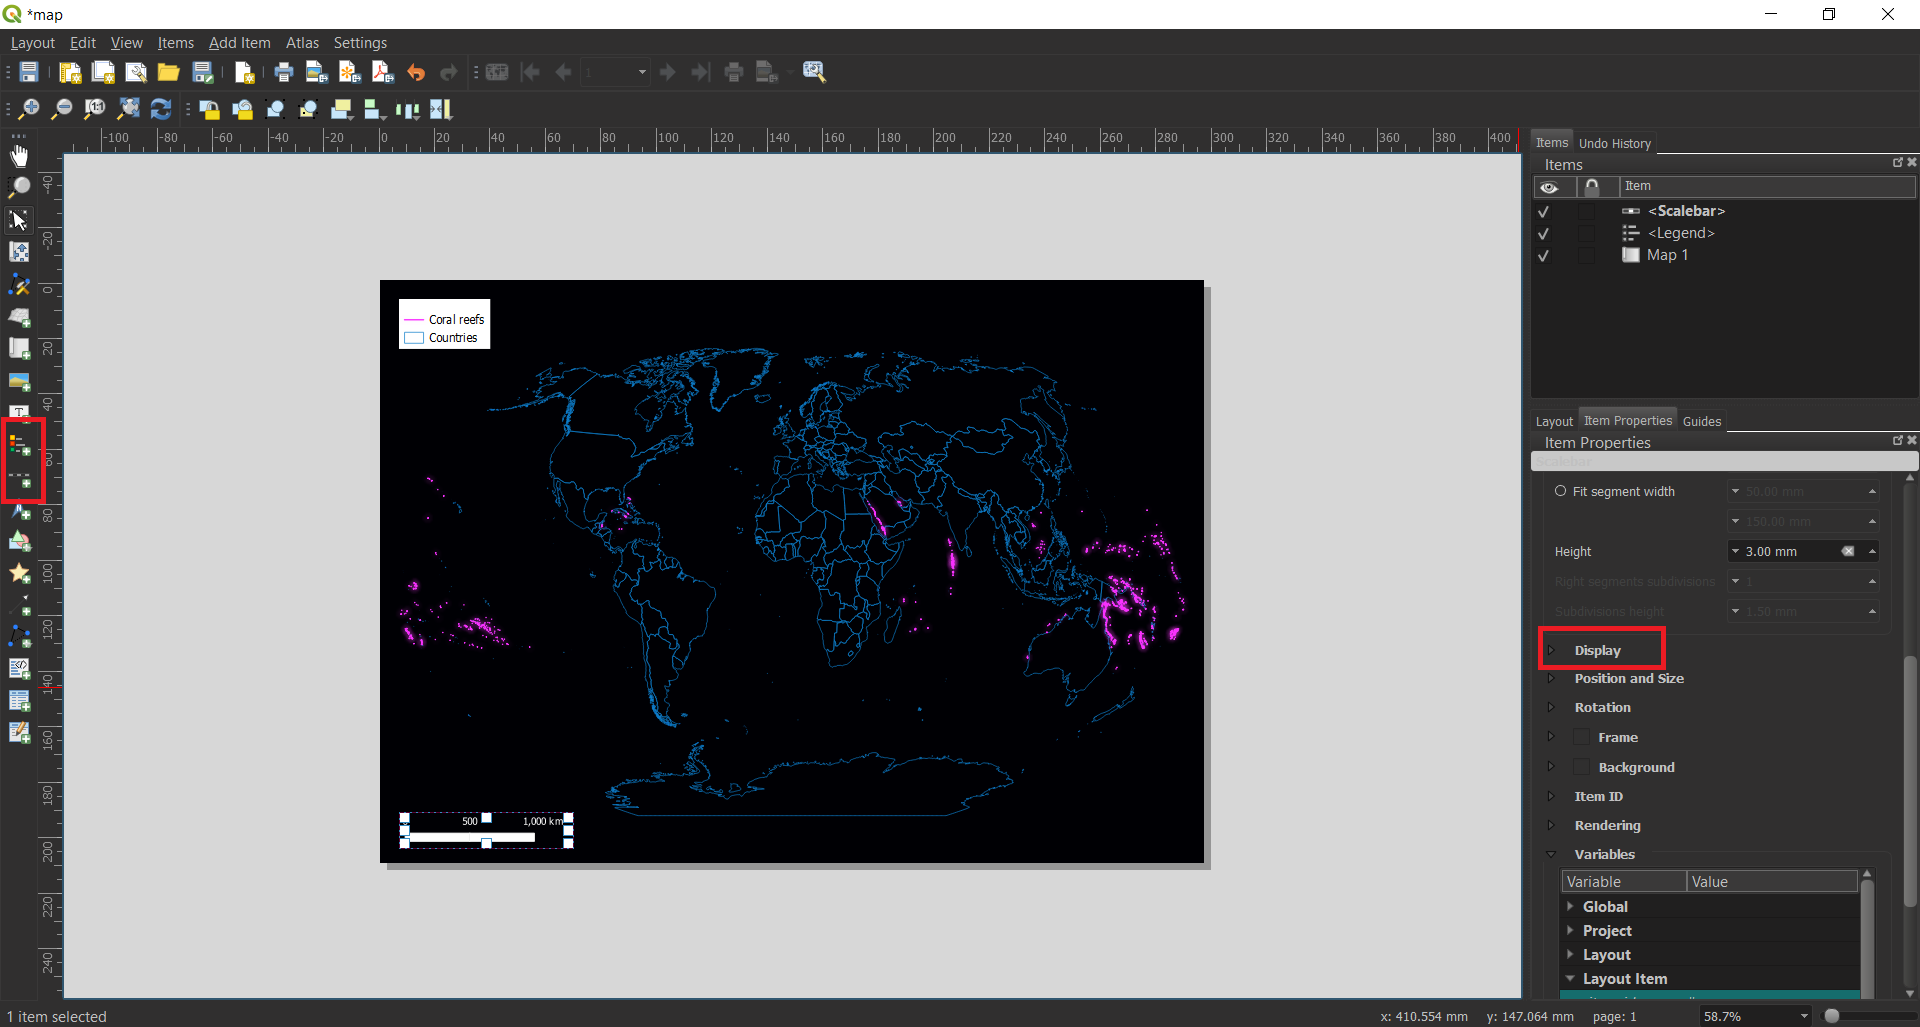 *map
Layout Edit View Items Add Item Atlas Settings
1
1:1
-100 -80 -60 -40 -20 0 20 40 60 80 100 120 140 160 180 200 220 240 260 280 300 320 340 360 380 400
-40
-20
0
20
40
60
80
100
120
140
160
180
200
220
240
T
Coral reefs
Countries
500 1,000 km
Items Undo History
Items
Item
<Scalebar>
<Legend>
Map 1
Layout Item Properties Guides
Item Properties
Scalebar
Fit segment width 50.00 mm
150.00 mm
Height 3.00 mm
Right segments subdivisions 1
Subdivisions height 1.50 mm
Display
Position and Size
Rotation
Frame
Background
Item ID
Rendering
Variables
Variable Value
Global
Project
Layout
Layout Item
1 item selected
x: 410.554 mm y: 147.064 mm page: 1 58.7%